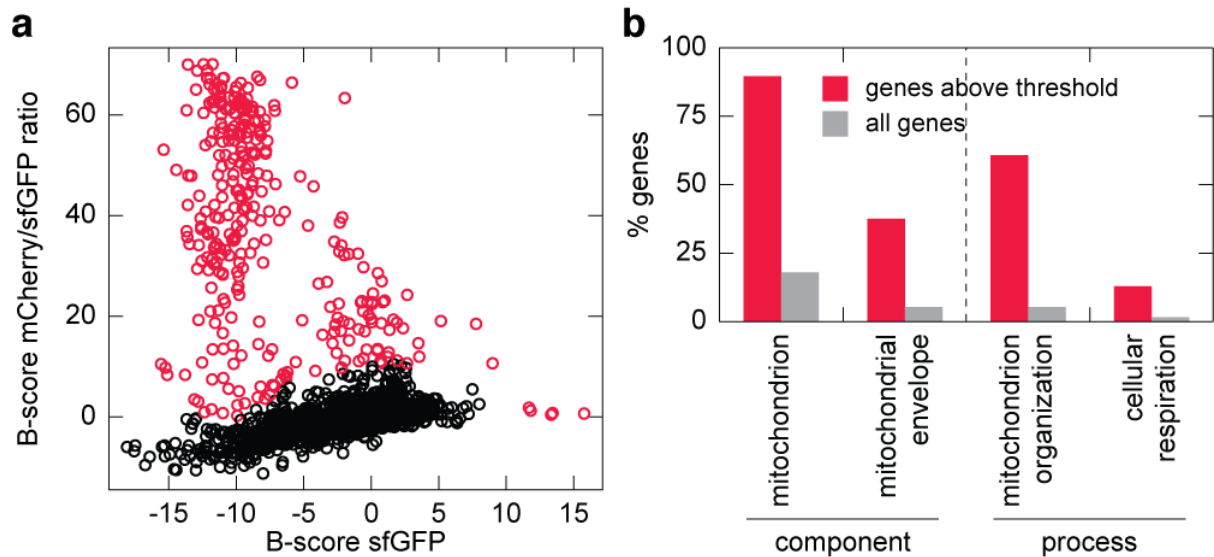 a
B-score mCherry/sfGFP ratio
60
40
20
0
-15 -10 -5 0 5 10 15
B-score sfGFP
b
% genes
100
75
50
25
0
genes above threshold
all genes
mitochondrion
mitochondrial
envelope
mitochondrion
organization
cellular
respiration
component
process